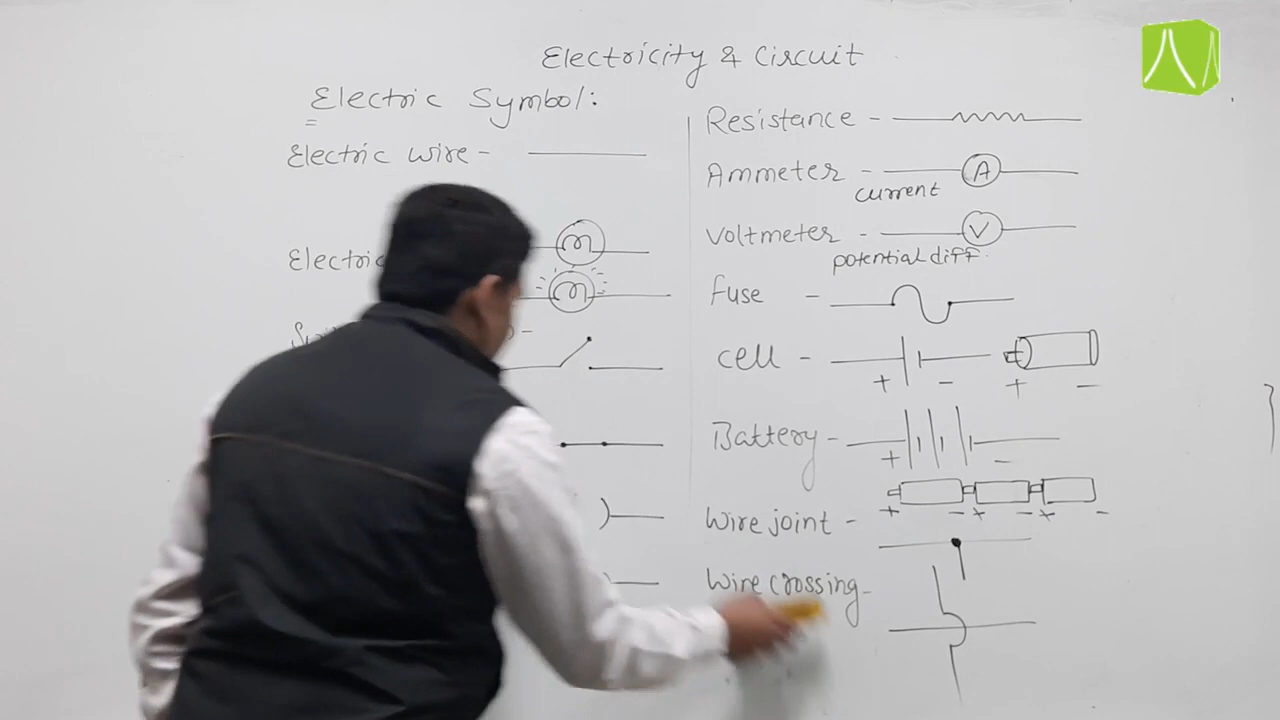 Electricity & Circuit
Electric Symbol:
Electric wire -
Electric
Resistance -
Ammeter -
A
current
Voltmeter -
V
potential diff.
fuse -
cell -
+ -
+ -
Battery -
+ -
+ - + - + -
Wire joint -
Wire crossing -